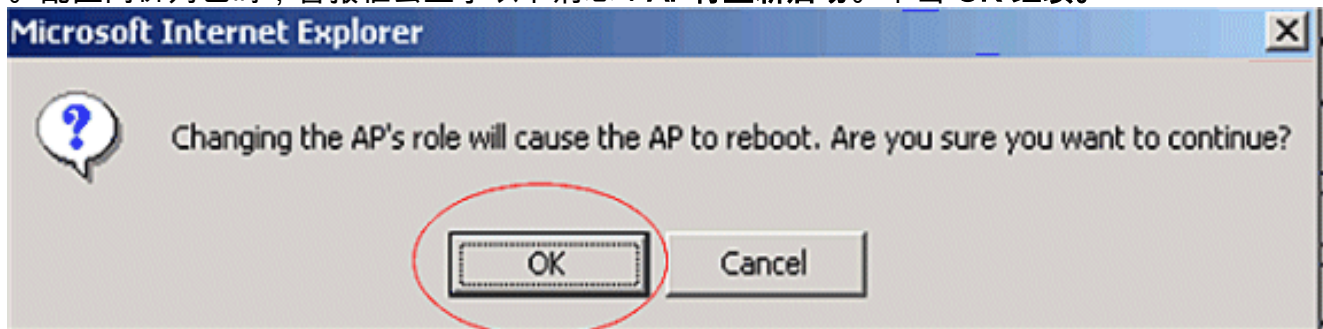 Microsoft Internet Explorer
Changing the AP's role will cause the AP to reboot. Are you sure you want to continue?
OK Cancel